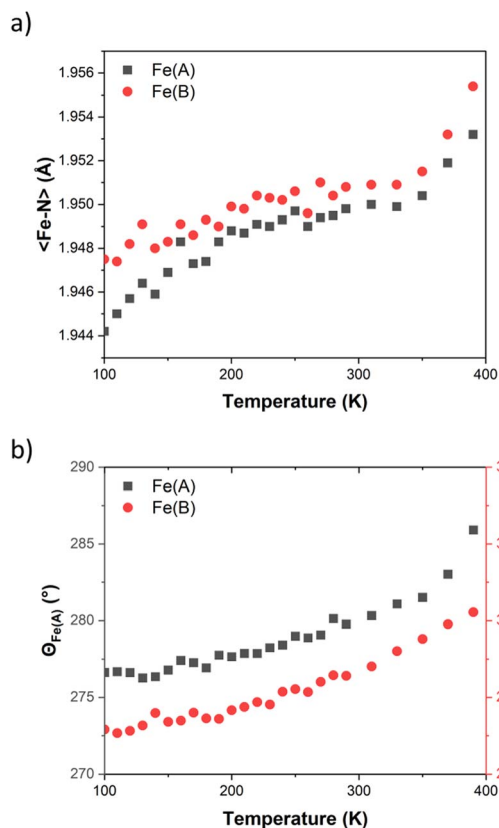 a)
Fe(A)
Fe(B)
1.956
1.954
1.952
1.950
1.948
1.946
1.944
<Fe-N> (Å)
100
200
300
400
Temperature (K)
b)
Fe(A)
Fe(B)
290
285
280
275
270
ΘFe(A) (°)
100
200
300
400
Temperature (K)